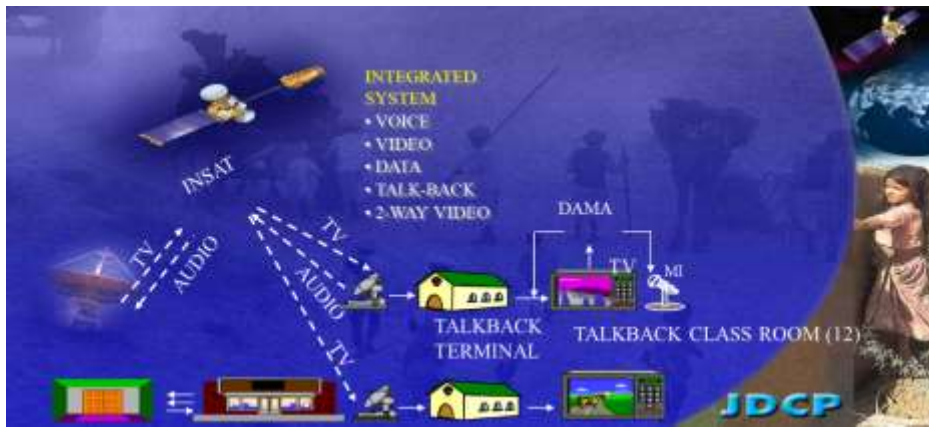 INTEGRATED
SYSTEM
• VOICE
• VIDEO
• DATA
• TALK-BACK
• 2-WAY VIDEO
INSAT
DAMA
TV
AUDIO
TV
AUDIO
TV
TV
MI
TALKBACK
TERMINAL
TALKBACK CLASS ROOM (12)
JDCP